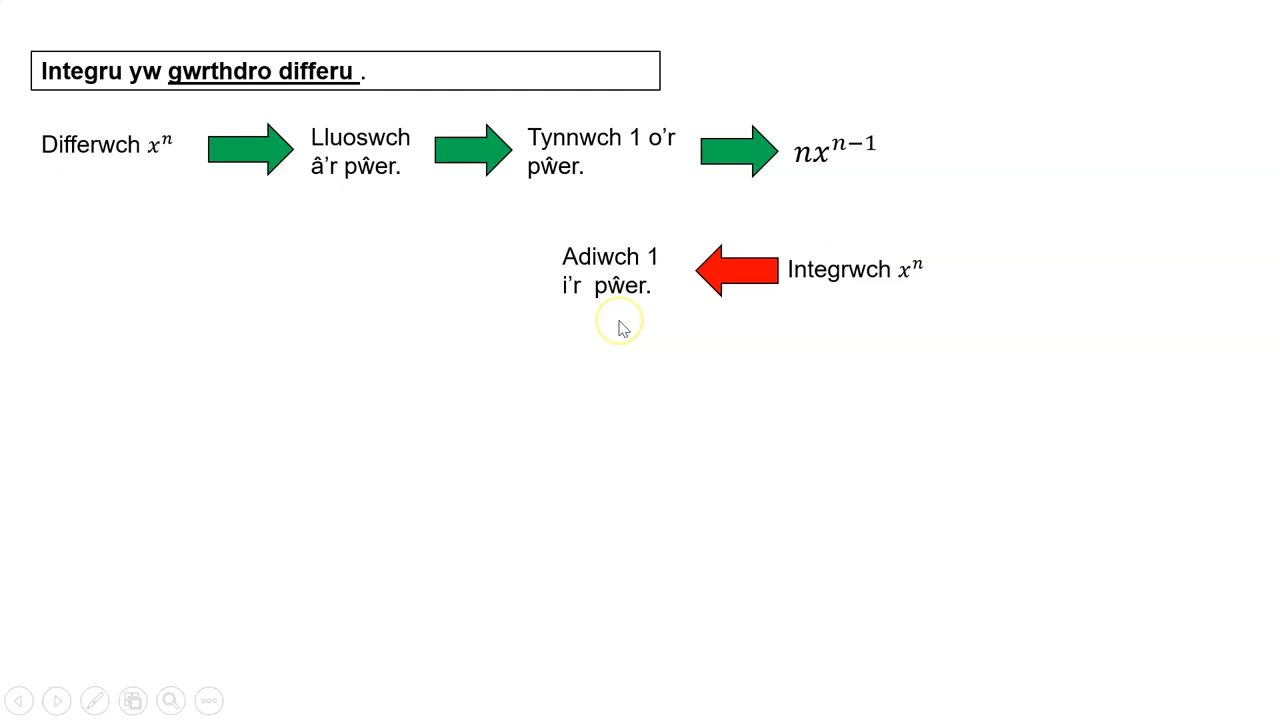 Integru yw gwrthdro differu .
Differwch xⁿ
Lluoswch
â’r pŵer.
Tynnwch 1 o’r
pŵer.
nxⁿ⁻¹
Adiwch 1
i’r pŵer.
Integrwch xⁿ